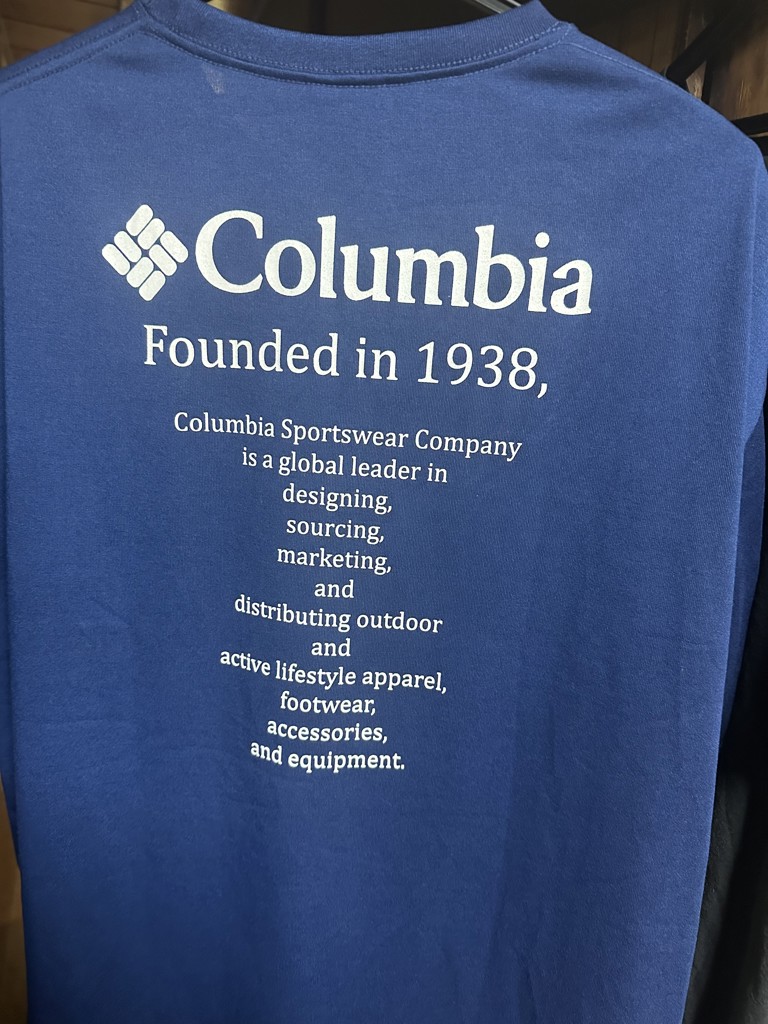 Columbia
Founded in 1938,
Columbia Sportswear Company
is a global leader in
designing,
sourcing,
marketing,
and
distributing outdoor
and
active lifestyle apparel,
footwear,
accessories,
and equipment.